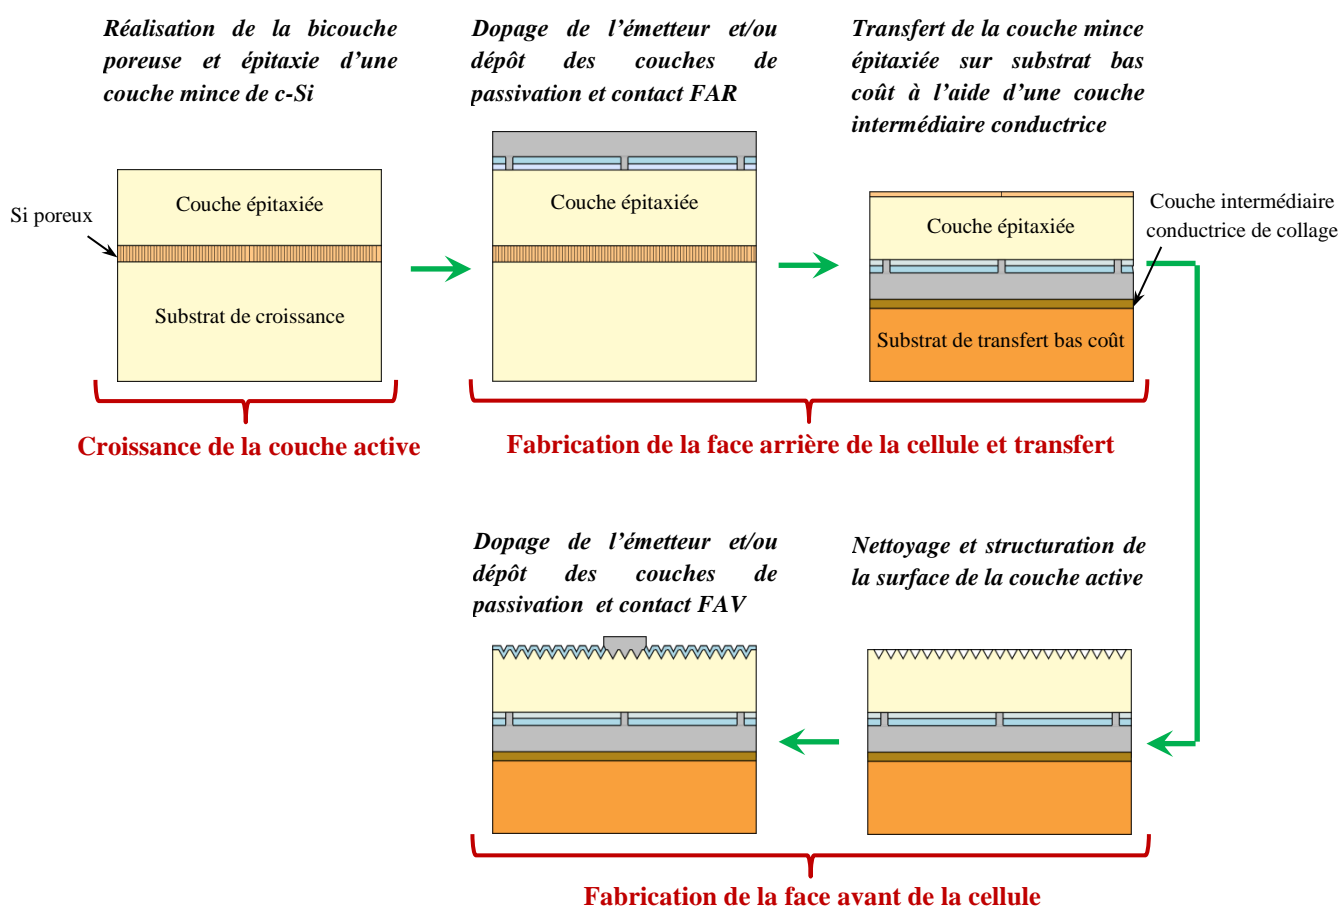 Réalisation de la bicouche
poreuse et épitaxie d’une
couche mince de c-Si
Dopage de l’émetteur et/ou
dépôt des couches de
passivation et contact FAR
Transfert de la couche mince
épitaxiée sur substrat bas
coût à l’aide d’une couche
intermédiaire conductrice
Si poreux
Couche épitaxiée
Substrat de croissance
Couche épitaxiée
Couche épitaxiée
Substrat de transfert bas coût
Couche intermédiaire
conductrice de collage
Croissance de la couche active
Fabrication de la face arrière de la cellule et transfert
Dopage de l’émetteur et/ou
dépôt des couches de
passivation et contact FAV
Nettoyage et structuration de
la surface de la couche active
Fabrication de la face avant de la cellule